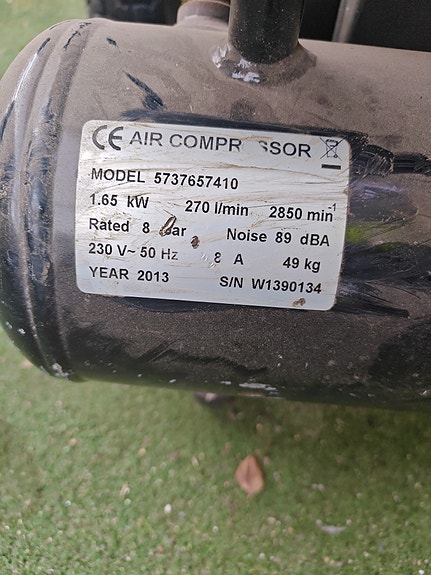 CE AIR COMPRESSOR
MODEL 5737657410
1.65 kW 270 l/min 2850 min⁻¹
Rated 8 bar Noise 89 dBA
230 V~ 50 Hz 8 A 49 kg
YEAR 2013 S/N W1390134